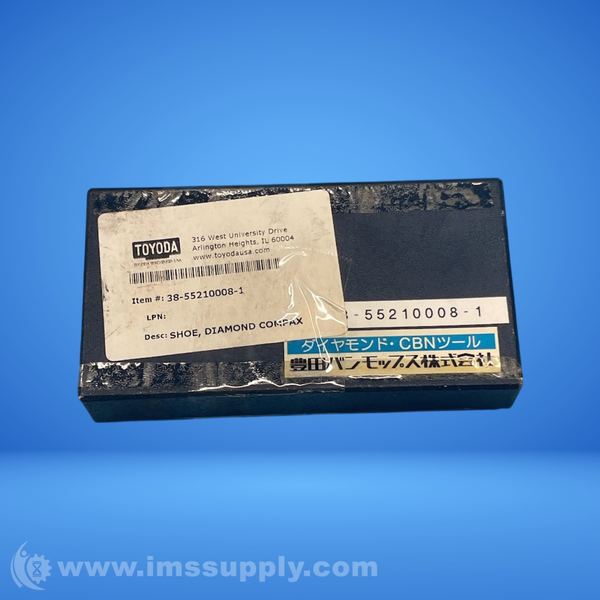 TOYODA
316 West University Drive
Arlington Heights, IL 60004
www.toyodausa.com
Item #: 38-55210008-1
LPN:
Desc: SHOE, DIAMOND COMPAX
8-55210008-1
ダイヤモンド・CBNツール
豊田バンモップス株式会社
www.imssupply.com